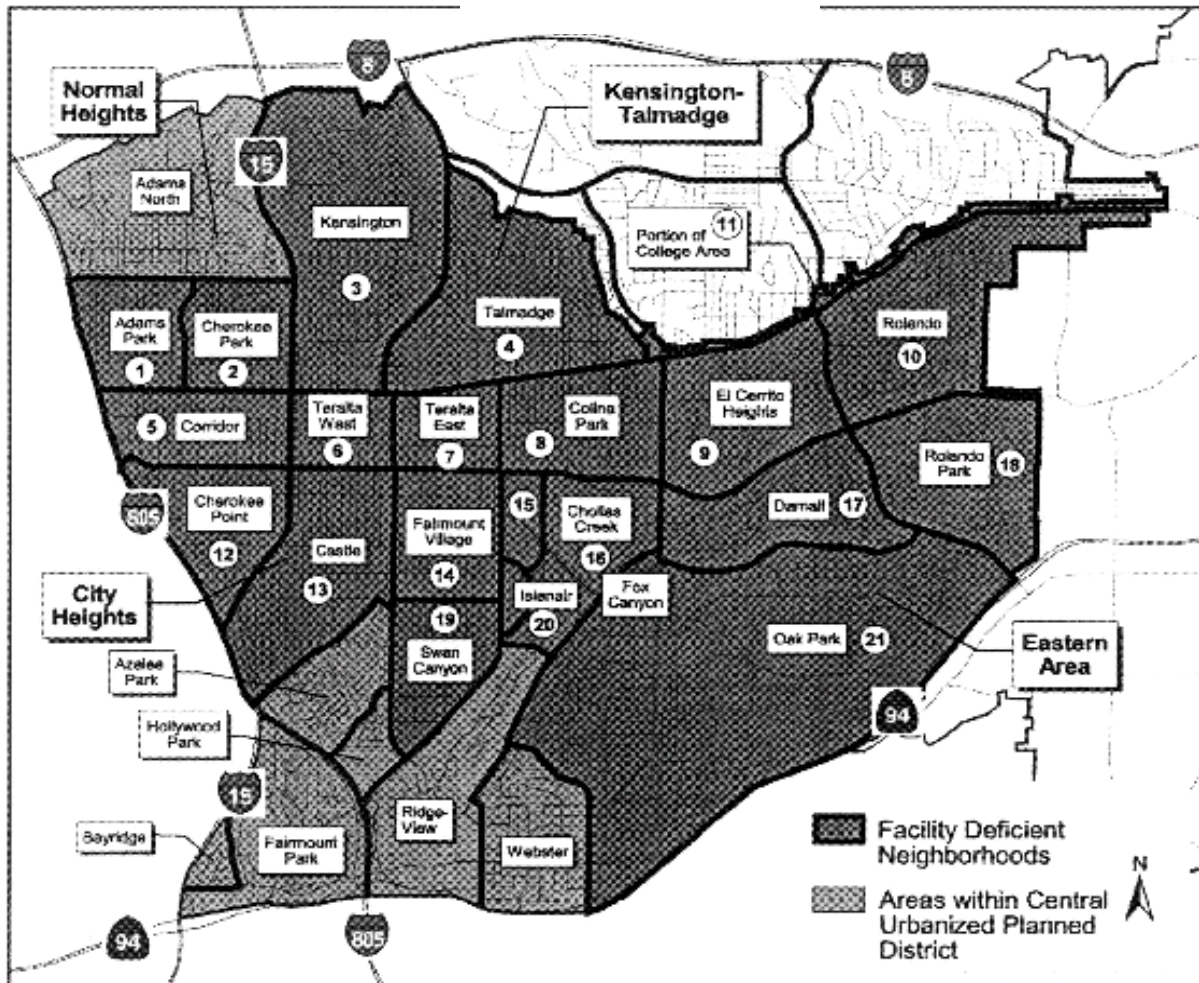 8
8
Normal
Heights
Kensington-
Talmadge
15
Adams
North
Kensington
11
Portion of
College Area
3
Adams
Park
1
Cherokee
Park
2
Talmadge
4
Rolando
10
5 Corridor
Teralta
West
6
Teralta
East
7
Colina
Park
8
El Cerrito
Heights
9
Rolando
Park 18
805
Cherokee
Point
12
Castle
13
Fairmount
Village
14
15
Chollas
Creek
16
Darnall 17
City
Heights
Islenair
20
Fox
Canyon
19
Swan
Canyon
Oak Park 21
Eastern
Area
Azalea
Park
Hollywood
Park
94
15
Bayridge
Fairmount
Park
Ridge-
View
Webster
94
805
Facility Deficient
Neighborhoods
Areas within Central
Urbanized Planned
District
N